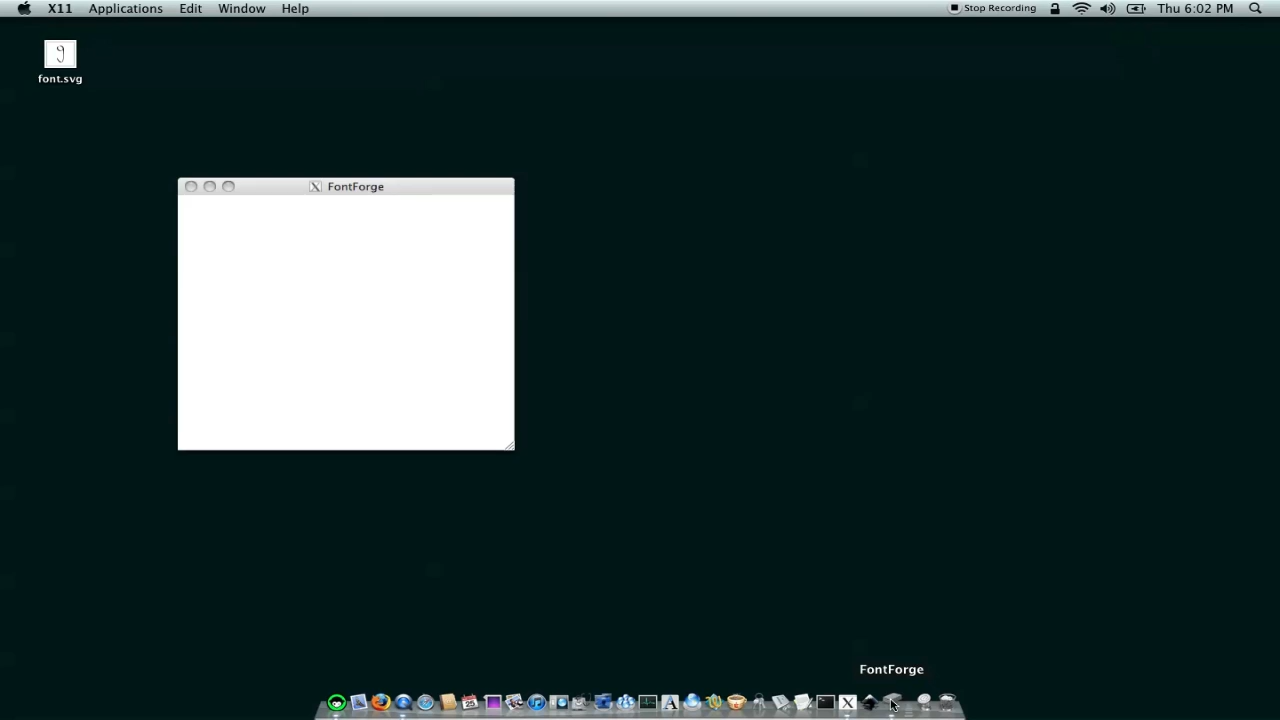 X11 Applications Edit Window Help Stop Recording Thu 6:02 PM
g
font.svg
X FontForge
FontForge